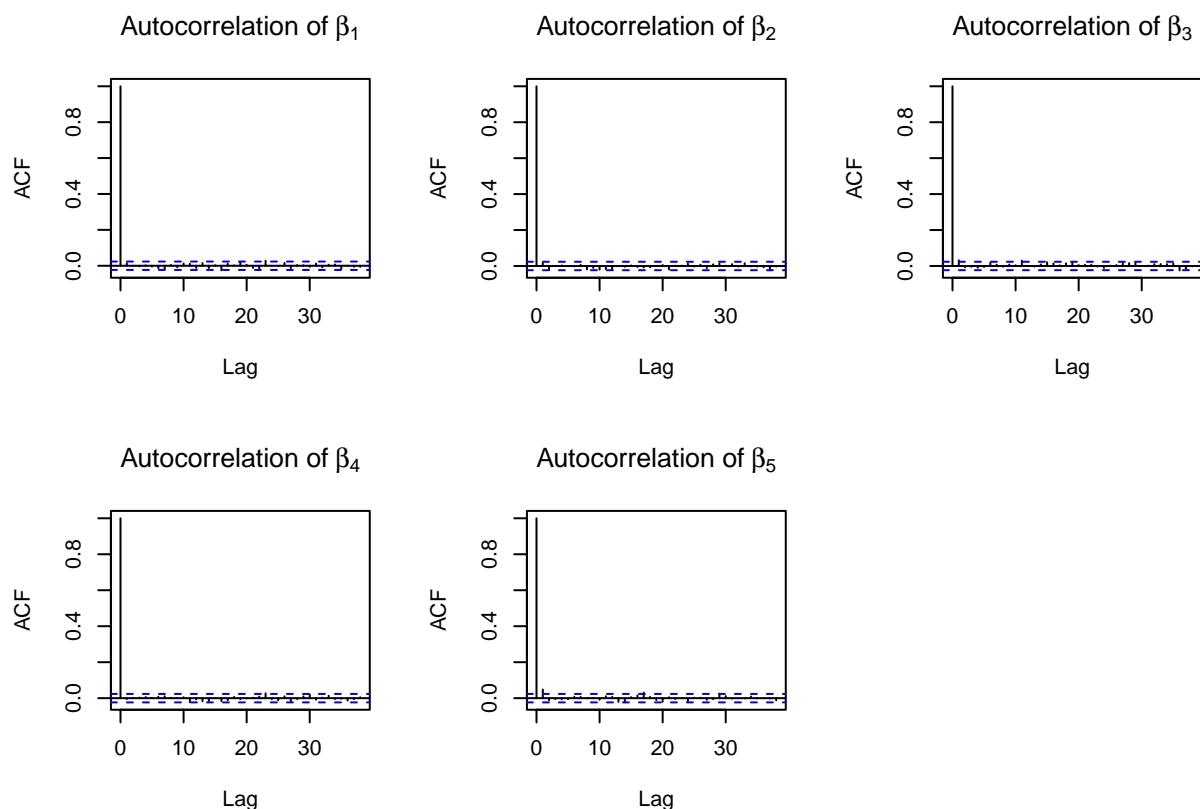 Autocorrelation of β1
ACF
0.0 0.4 0.8
0 10 20 30
Lag
Autocorrelation of β2
ACF
0.0 0.4 0.8
0 10 20 30
Lag
Autocorrelation of β3
ACF
0.0 0.4 0.8
0 10 20 30
Lag
Autocorrelation of β4
ACF
0.0 0.4 0.8
0 10 20 30
Lag
Autocorrelation of β5
ACF
0.0 0.4 0.8
0 10 20 30
Lag